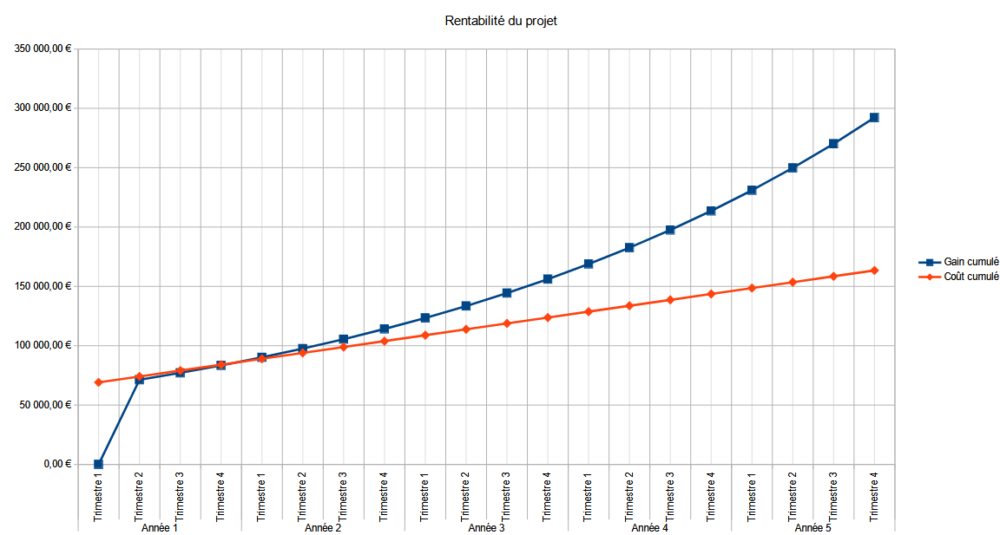 Rentabilité du projet
350 000,00 €
300 000,00 €
250 000,00 €
200 000,00 €
150 000,00 €
100 000,00 €
50 000,00 €
0,00 €
Gain cumulé
Coût cumulé
Trimestre 1
Trimestre 2
Trimestre 3
Trimestre 4
Trimestre 1
Trimestre 2
Trimestre 3
Trimestre 4
Trimestre 1
Trimestre 2
Trimestre 3
Trimestre 4
Trimestre 1
Trimestre 2
Trimestre 3
Trimestre 4
Trimestre 1
Trimestre 2
Trimestre 3
Trimestre 4
Année 1
Année 2
Année 3
Année 4
Année 5